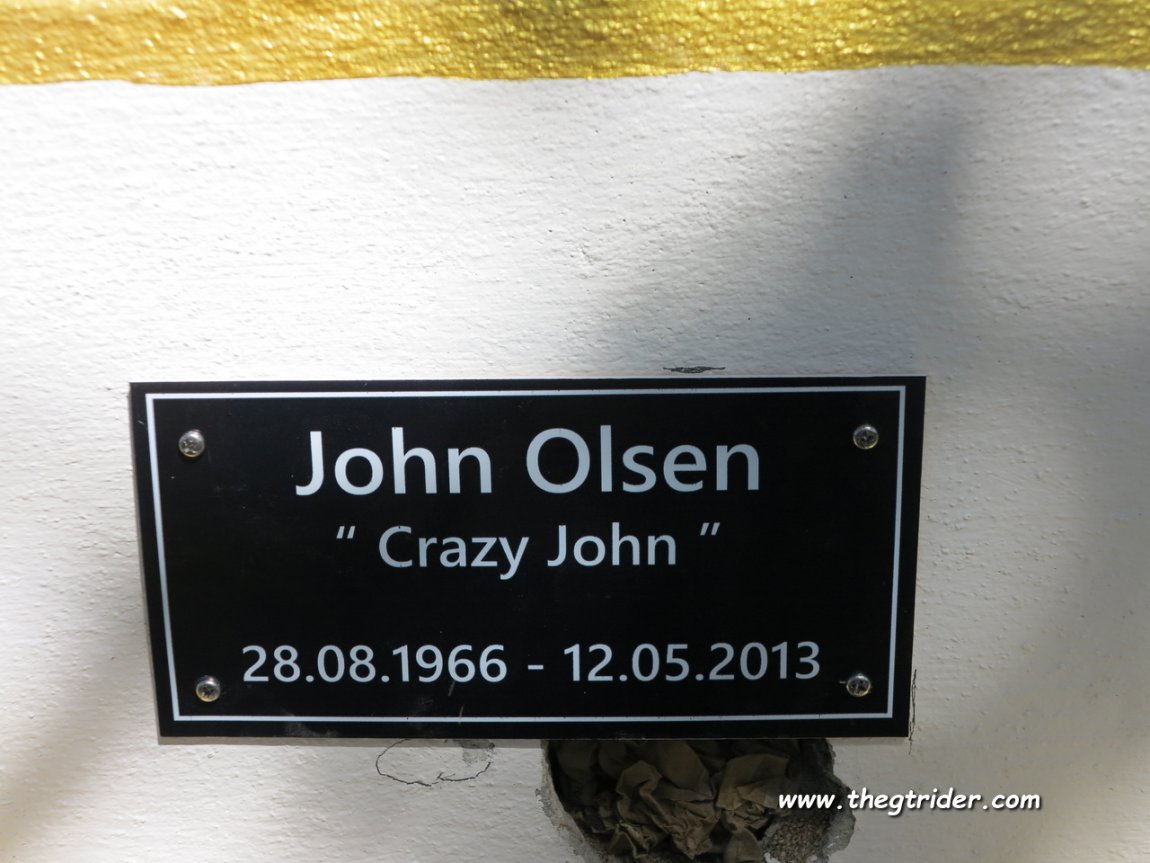 John Olsen
“ Crazy John ”
28.08.1966 - 12.05.2013
www.thegtrider.com